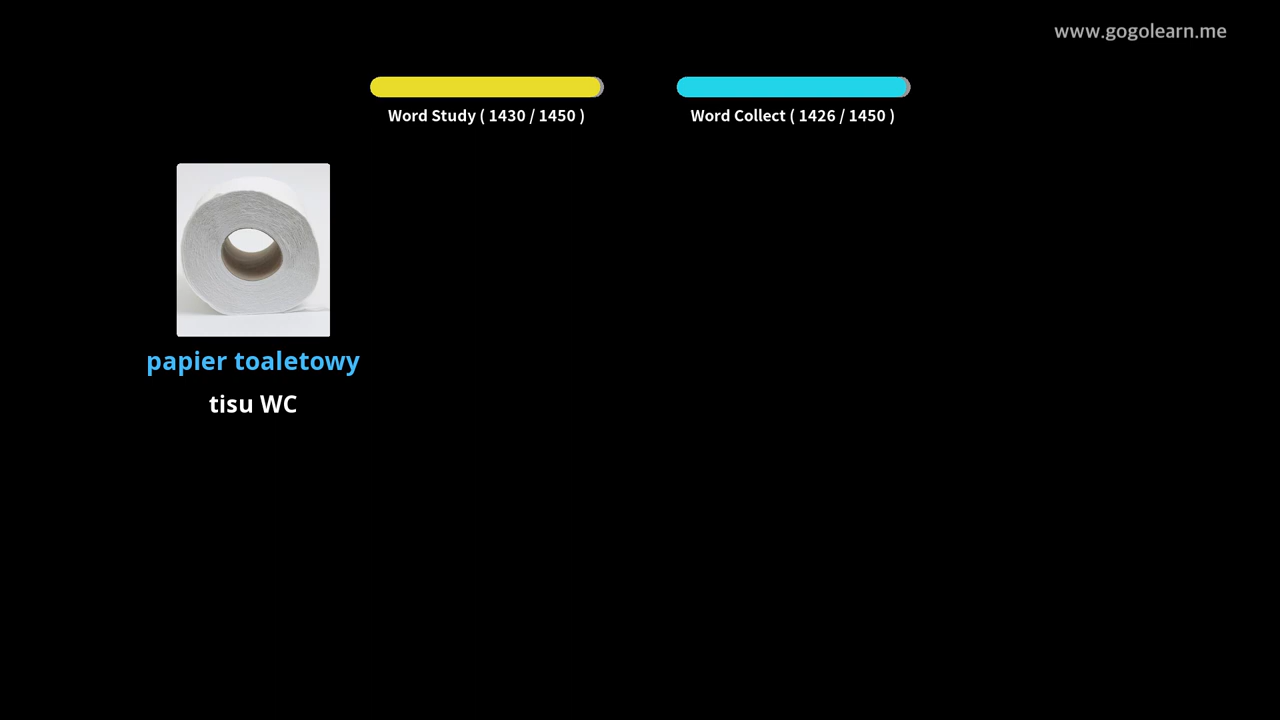 www.gogolearn.me
Word Study ( 1430 / 1450 )
Word Collect ( 1426 / 1450 )
papier toaletowy
tisu WC